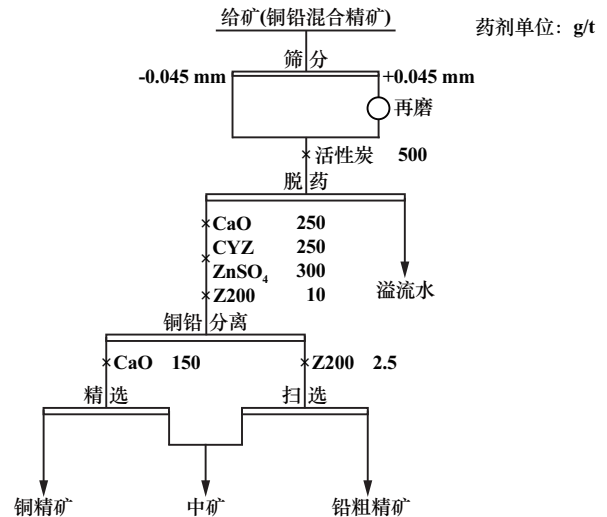 给矿(铜铅混合精矿)
药剂单位：g/t
筛分
-0.045 mm
+0.045 mm
再磨
活性炭 500
脱药
CaO 250
CYZ 250
ZnSO₄ 300
Z200 10
溢流水
铜铅分离
CaO 150
Z200 2.5
精选
扫选
铜精矿
中矿
铅粗精矿